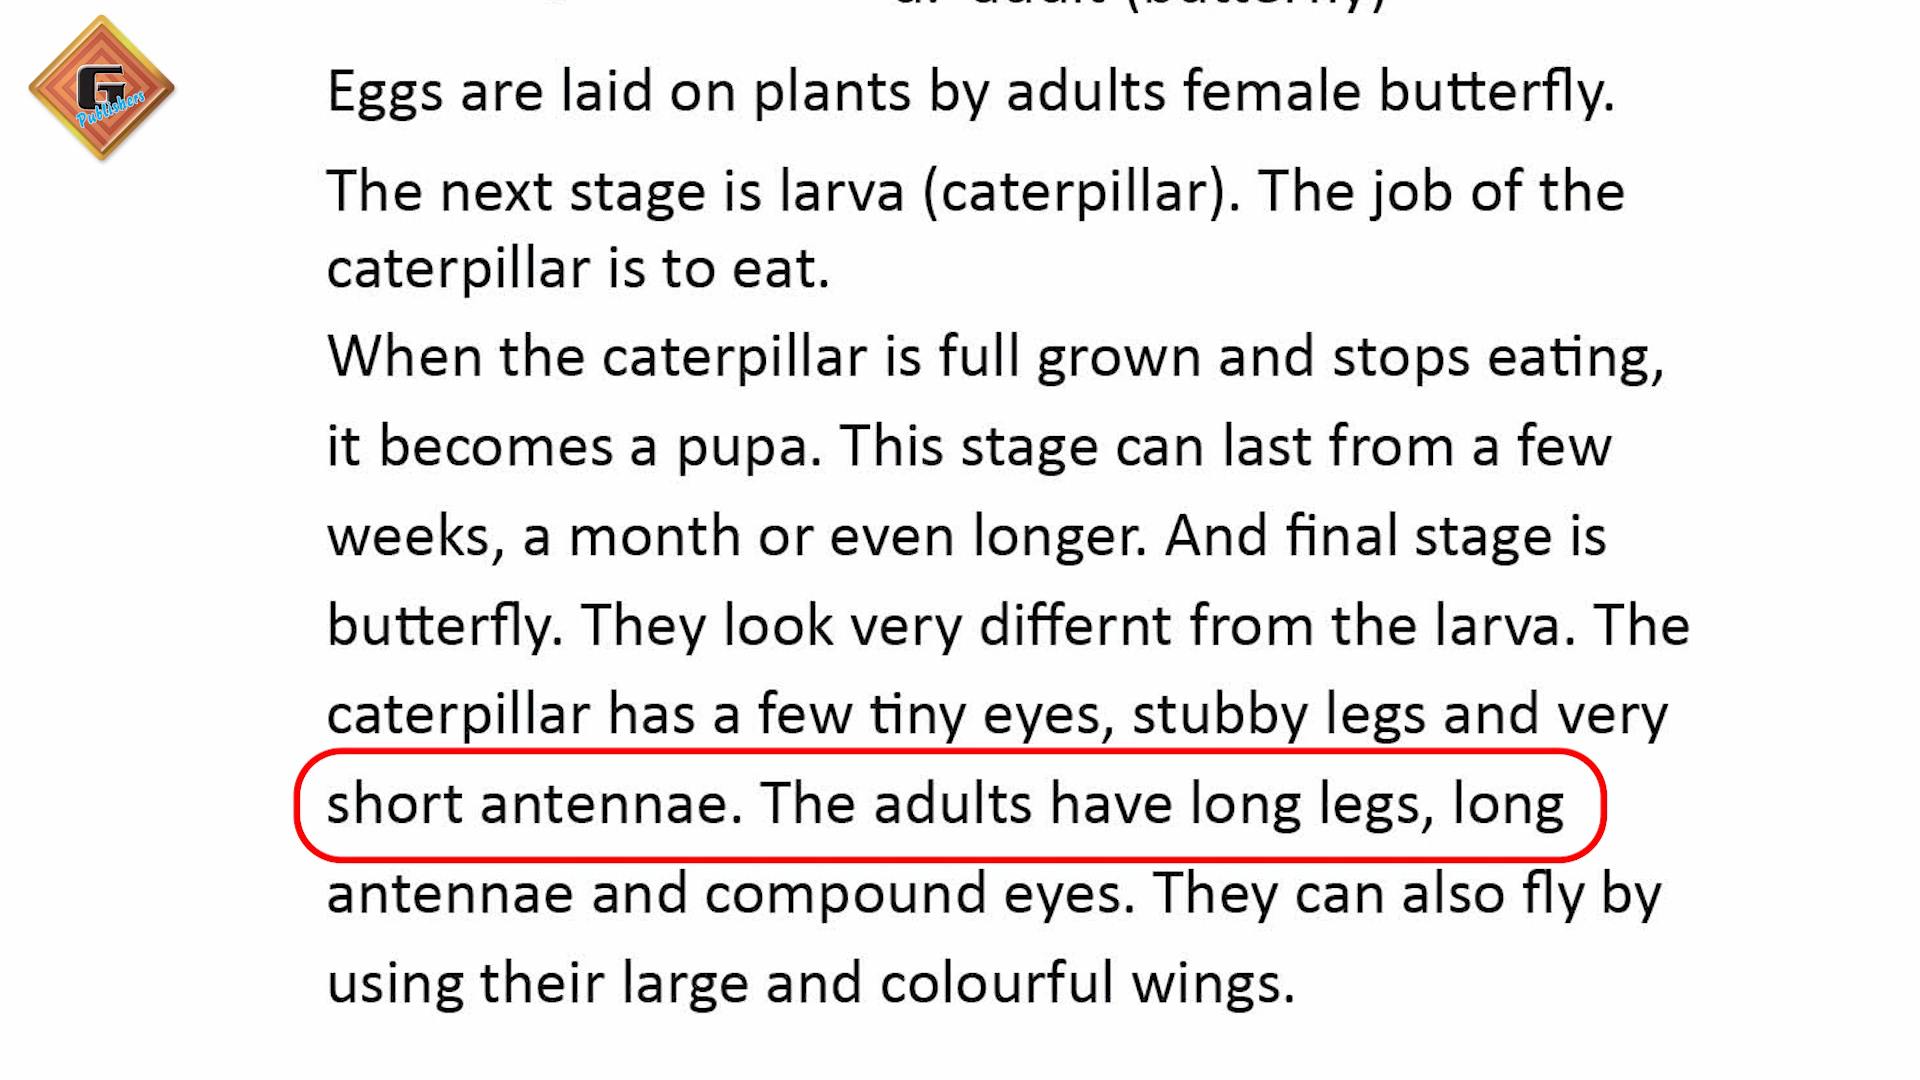 G
Publishers
Eggs are laid on plants by adults female butterfly.
The next stage is larva (caterpillar). The job of the
caterpillar is to eat.
When the caterpillar is full grown and stops eating,
it becomes a pupa. This stage can last from a few
weeks, a month or even longer. And final stage is
butterfly. They look very differnt from the larva. The
caterpillar has a few tiny eyes, stubby legs and very
short antennae. The adults have long legs, long
antennae and compound eyes. They can also fly by
using their large and colourful wings.